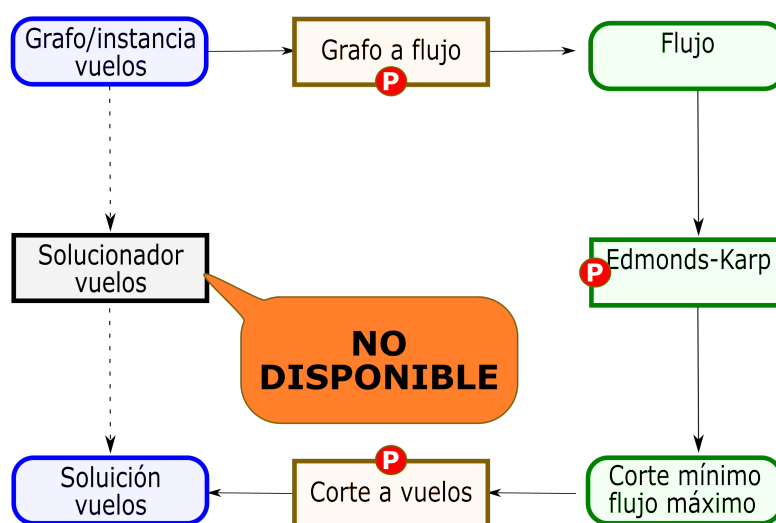 Grafo/instancia
vuelos
Grafo a flujo
P
Flujo
Solucionador
vuelos
P
Edmonds-Karp
NO
DISPONIBLE
Soluición
vuelos
P
Corte a vuelos
Corte mínimo
flujo máximo